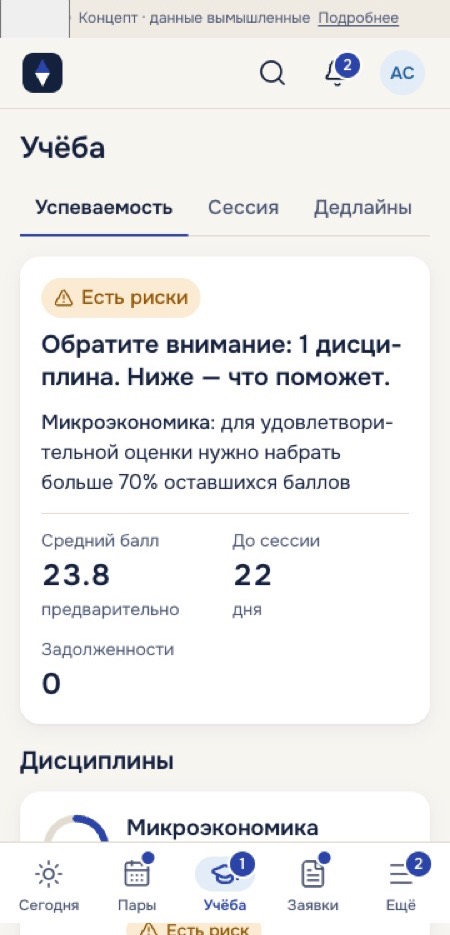 Концепт · данные вымышленные Подробнее
2
АС
Учёба
Успеваемость Сессия Дедлайны
Есть риски
Обратите внимание: 1 дисци-
плина. Ниже — что поможет.
Микроэкономика: для удовлетвори-
тельной оценки нужно набрать
больше 70% оставшихся баллов
Средний балл До сессии
23.8 22
предварительно дня
Задолженности
0
Дисциплины
Микроэкономика
1 2
Сегодня Пары Учёба Заявки Ещё
Есть риск